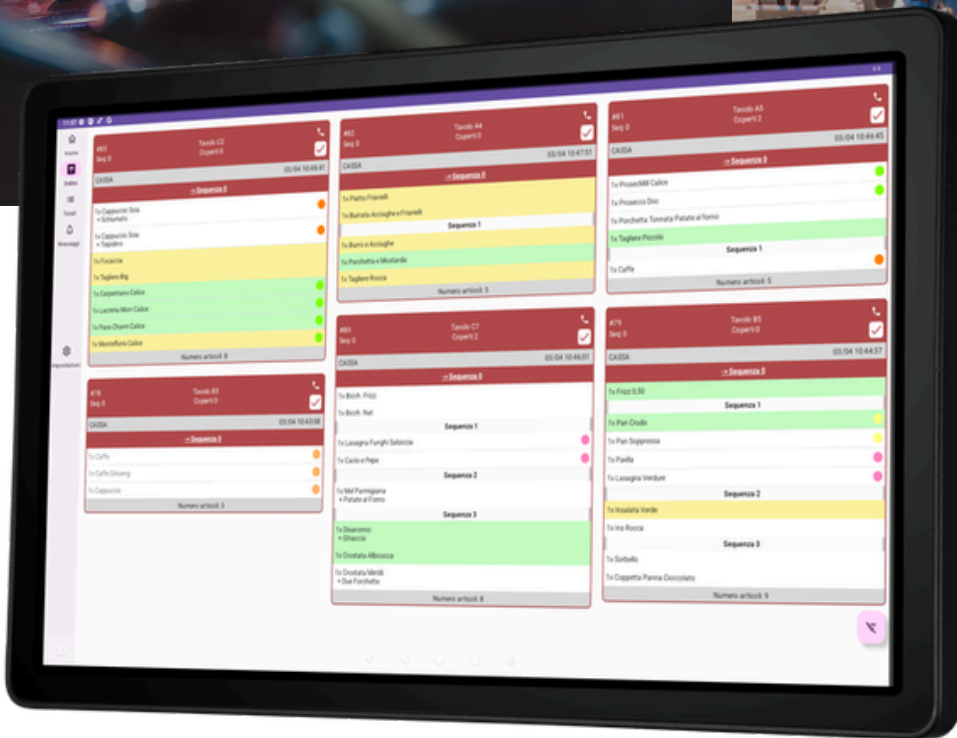 11:07
Home
Ordini
Totali
Messaggi
Impostazioni
#83
Seq: 0
Tavolo C2
Coperti 0
CASSA
03/04 10:48:41
-> Sequenza 0
1x Cappuccio Soia
• Schiumato
1x Cappuccio Soia
• Tiepidino
1x Focaccia
1x Tagliere Big
1x Carpentano Calice
1x Lacrima Morr Calice
1x Pass Charm Calice
1x Monteflora Calice
Numero articoli: 8
#78
Seq: 0
Tavolo B3
Coperti 0
CASSA
03/04 10:43:08
-> Sequenza 0
1x Caffe
1x Caffe Ginseng
1x Cappuccio
Numero articoli: 3
#82
Seq: 0
Tavolo A4
Coperti 0
CASSA
03/04 10:47:51
-> Sequenza 0
1x Piatto Friarielli
1x Burrata Acciughe e Friarielli
Sequenza 1
1x Burro e Acciughe
1x Porchetta e Mostarda
1x Tagliere Rocca
Numero articoli: 5
#80
Seq: 0
Tavolo C7
Coperti 2
CASSA
03/04 10:46:01
-> Sequenza 0
1x Bicch. Frizz
1x Bicch. Nat
Sequenza 1
1x Lasagna Funghi Salsiccia
1x Cacio e Pepe
Sequenza 2
1x Mel Parmigiana
• Patate al Forno
Sequenza 3
1x Disaronno
• Ghiaccio
1x Crostata Albicocca
1x Crostata Mirtilli
• Due Forchette
Numero articoli: 8
#81
Seq: 0
Tavolo A5
Coperti 2
CASSA
03/04 10:46:45
-> Sequenza 0
1x ProsecMill Calice
1x Prosecco Doc
1x Porchetta Tonnata Patate al forno
1x Tagliere Piccolo
Sequenza 1
1x Caffe
Numero articoli: 5
#79
Seq: 0
Tavolo B5
Coperti 0
CASSA
03/04 10:44:37
-> Sequenza 0
1x Frizz 0,50
Sequenza 1
1x Pan Crudo
1x Pan Soppressa
1x Paella
1x Lasagna Verdure
Sequenza 2
1x Insalata Verde
1x Ins Rocca
Sequenza 3
1x Sorbetto
1x Coppetta Panna Cioccolato
Numero articoli: 9